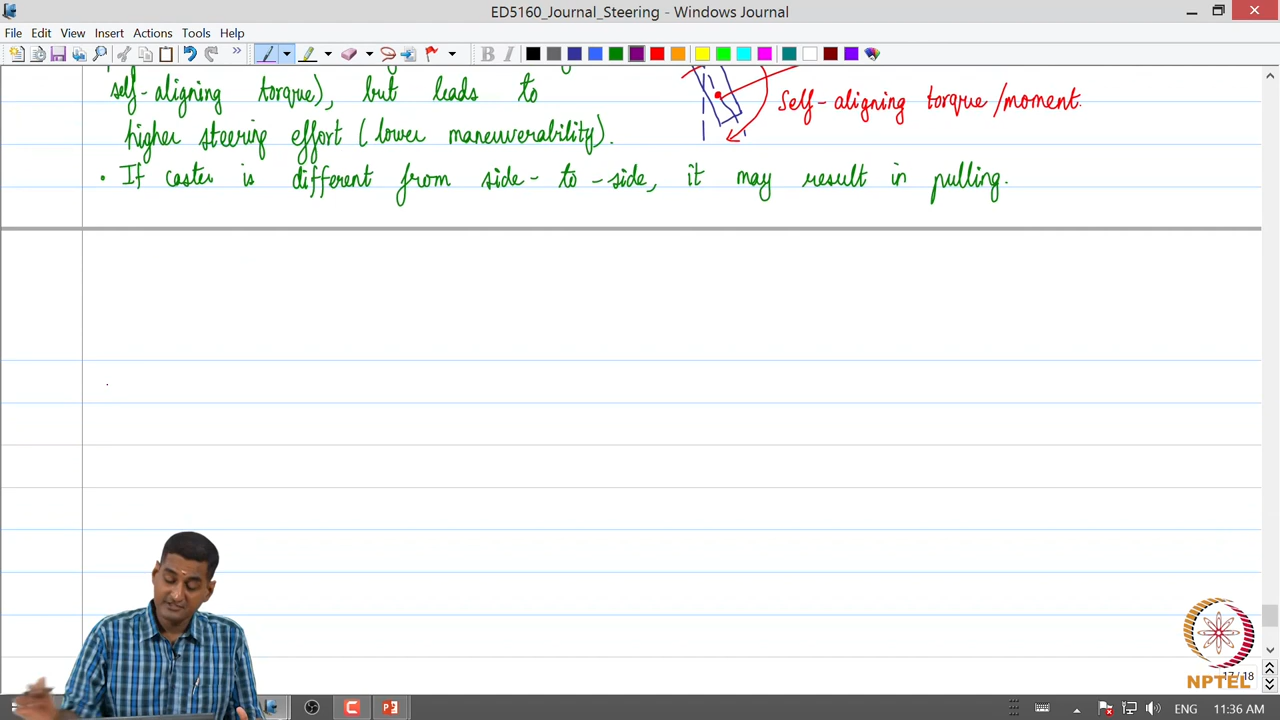 ED5160_Journal_Steering - Windows Journal
File Edit View Insert Actions Tools Help
self-aligning torque), but leads to
higher steering effort (lower maneuverability).
Self-aligning torque/moment.
• If caster is different from side-to-side, it may result in pulling.
17/18
NPTEL
ENG 11:36 AM